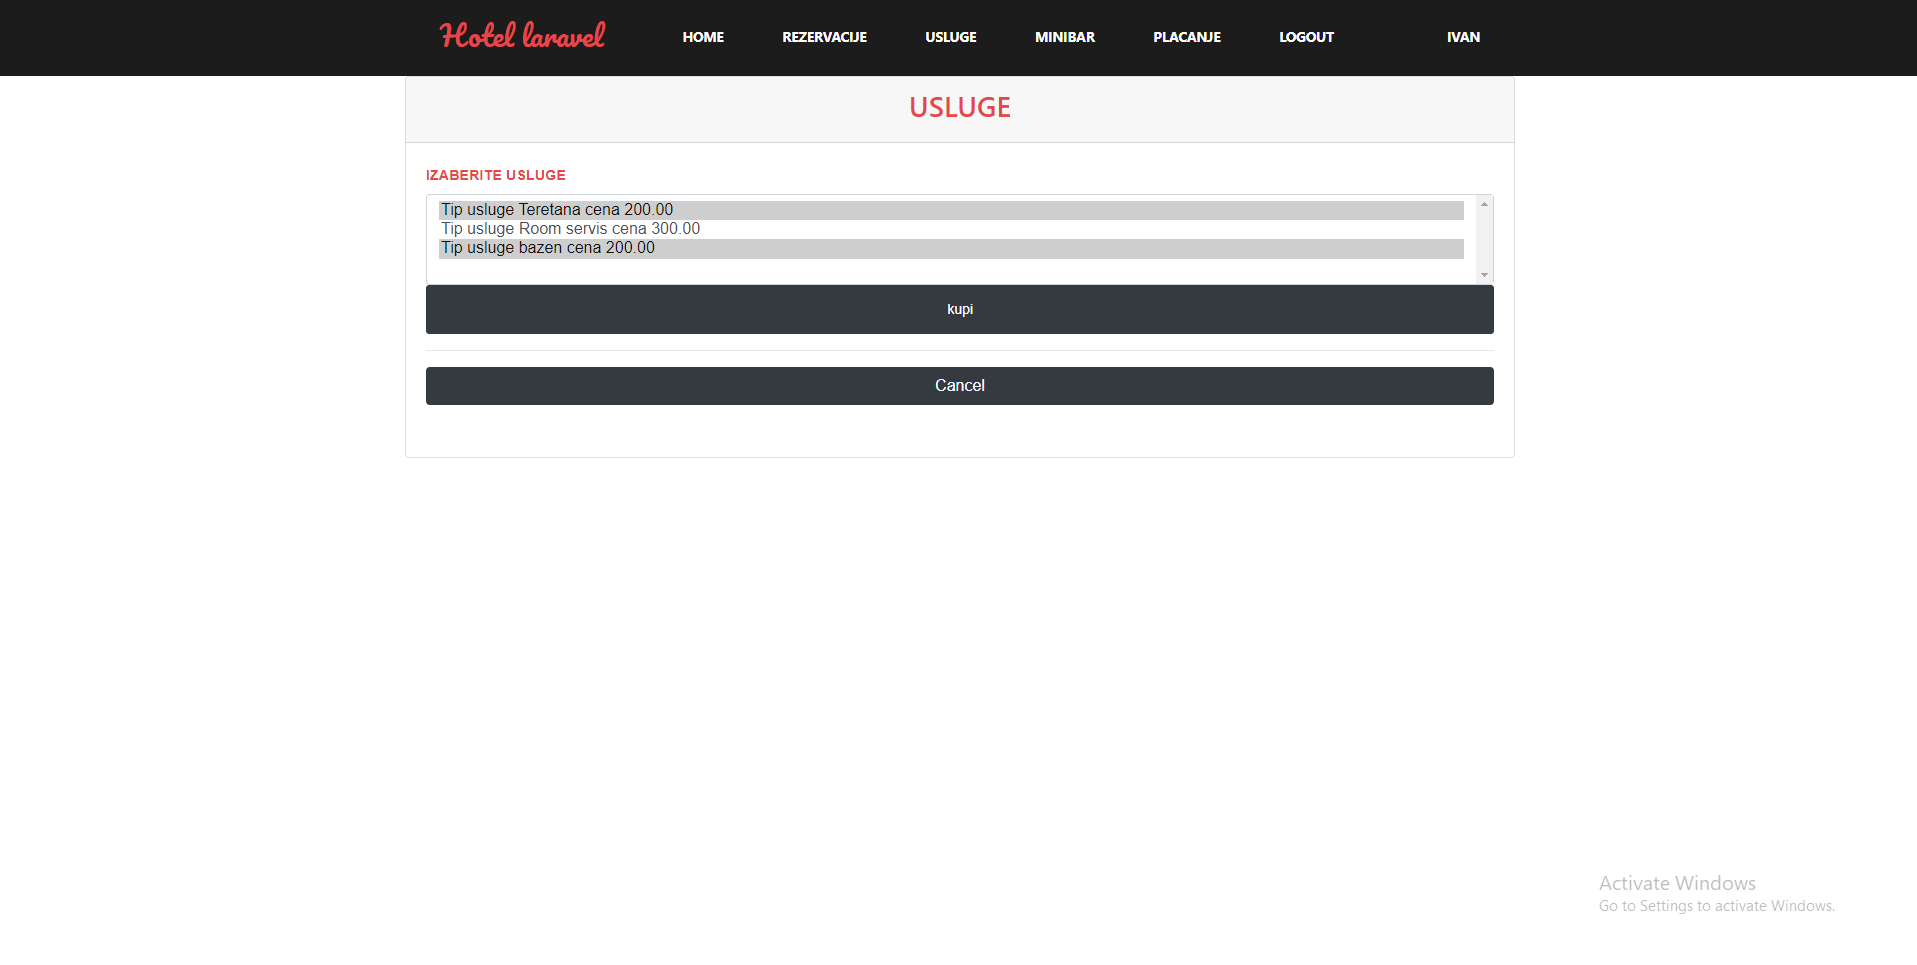 Hotel laravel HOME REZERVACIJE USLUGE MINIBAR PLACANJE LOGOUT IVAN
USLUGE
IZABERITE USLUGE
Tip usluge Teretana cena 200.00
Tip usluge Room servis cena 300.00
Tip usluge bazen cena 200.00
kupi
Cancel
Activate Windows
Go to Settings to activate Windows.